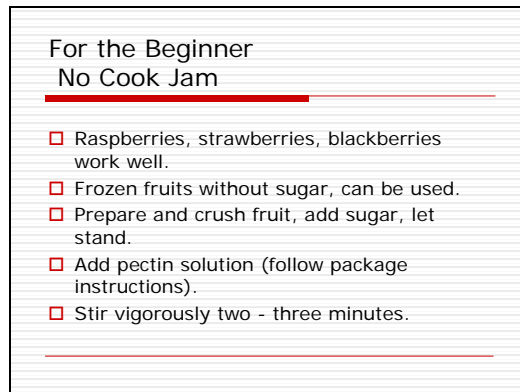 For the Beginner
No Cook Jam
Raspberries, strawberries, blackberries
work well.
Frozen fruits without sugar, can be used.
Prepare and crush fruit, add sugar, let
stand.
Add pectin solution (follow package
instructions).
Stir vigorously two - three minutes.